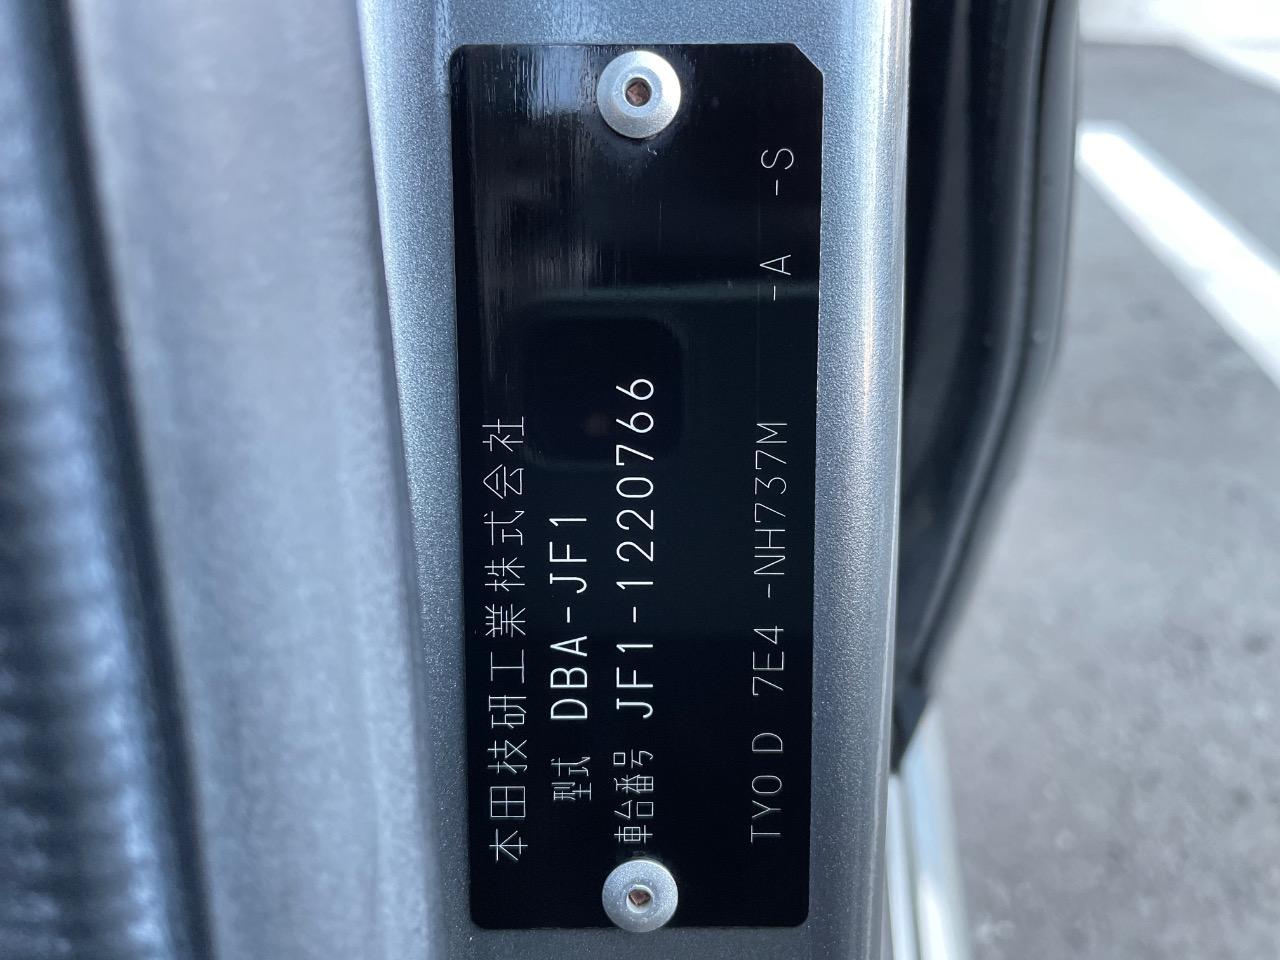 本田技研工業株式会社
型式 DBA-JF1
車台番号 JF1-1220766
TY0 D 7E4 -NH737M -A -S